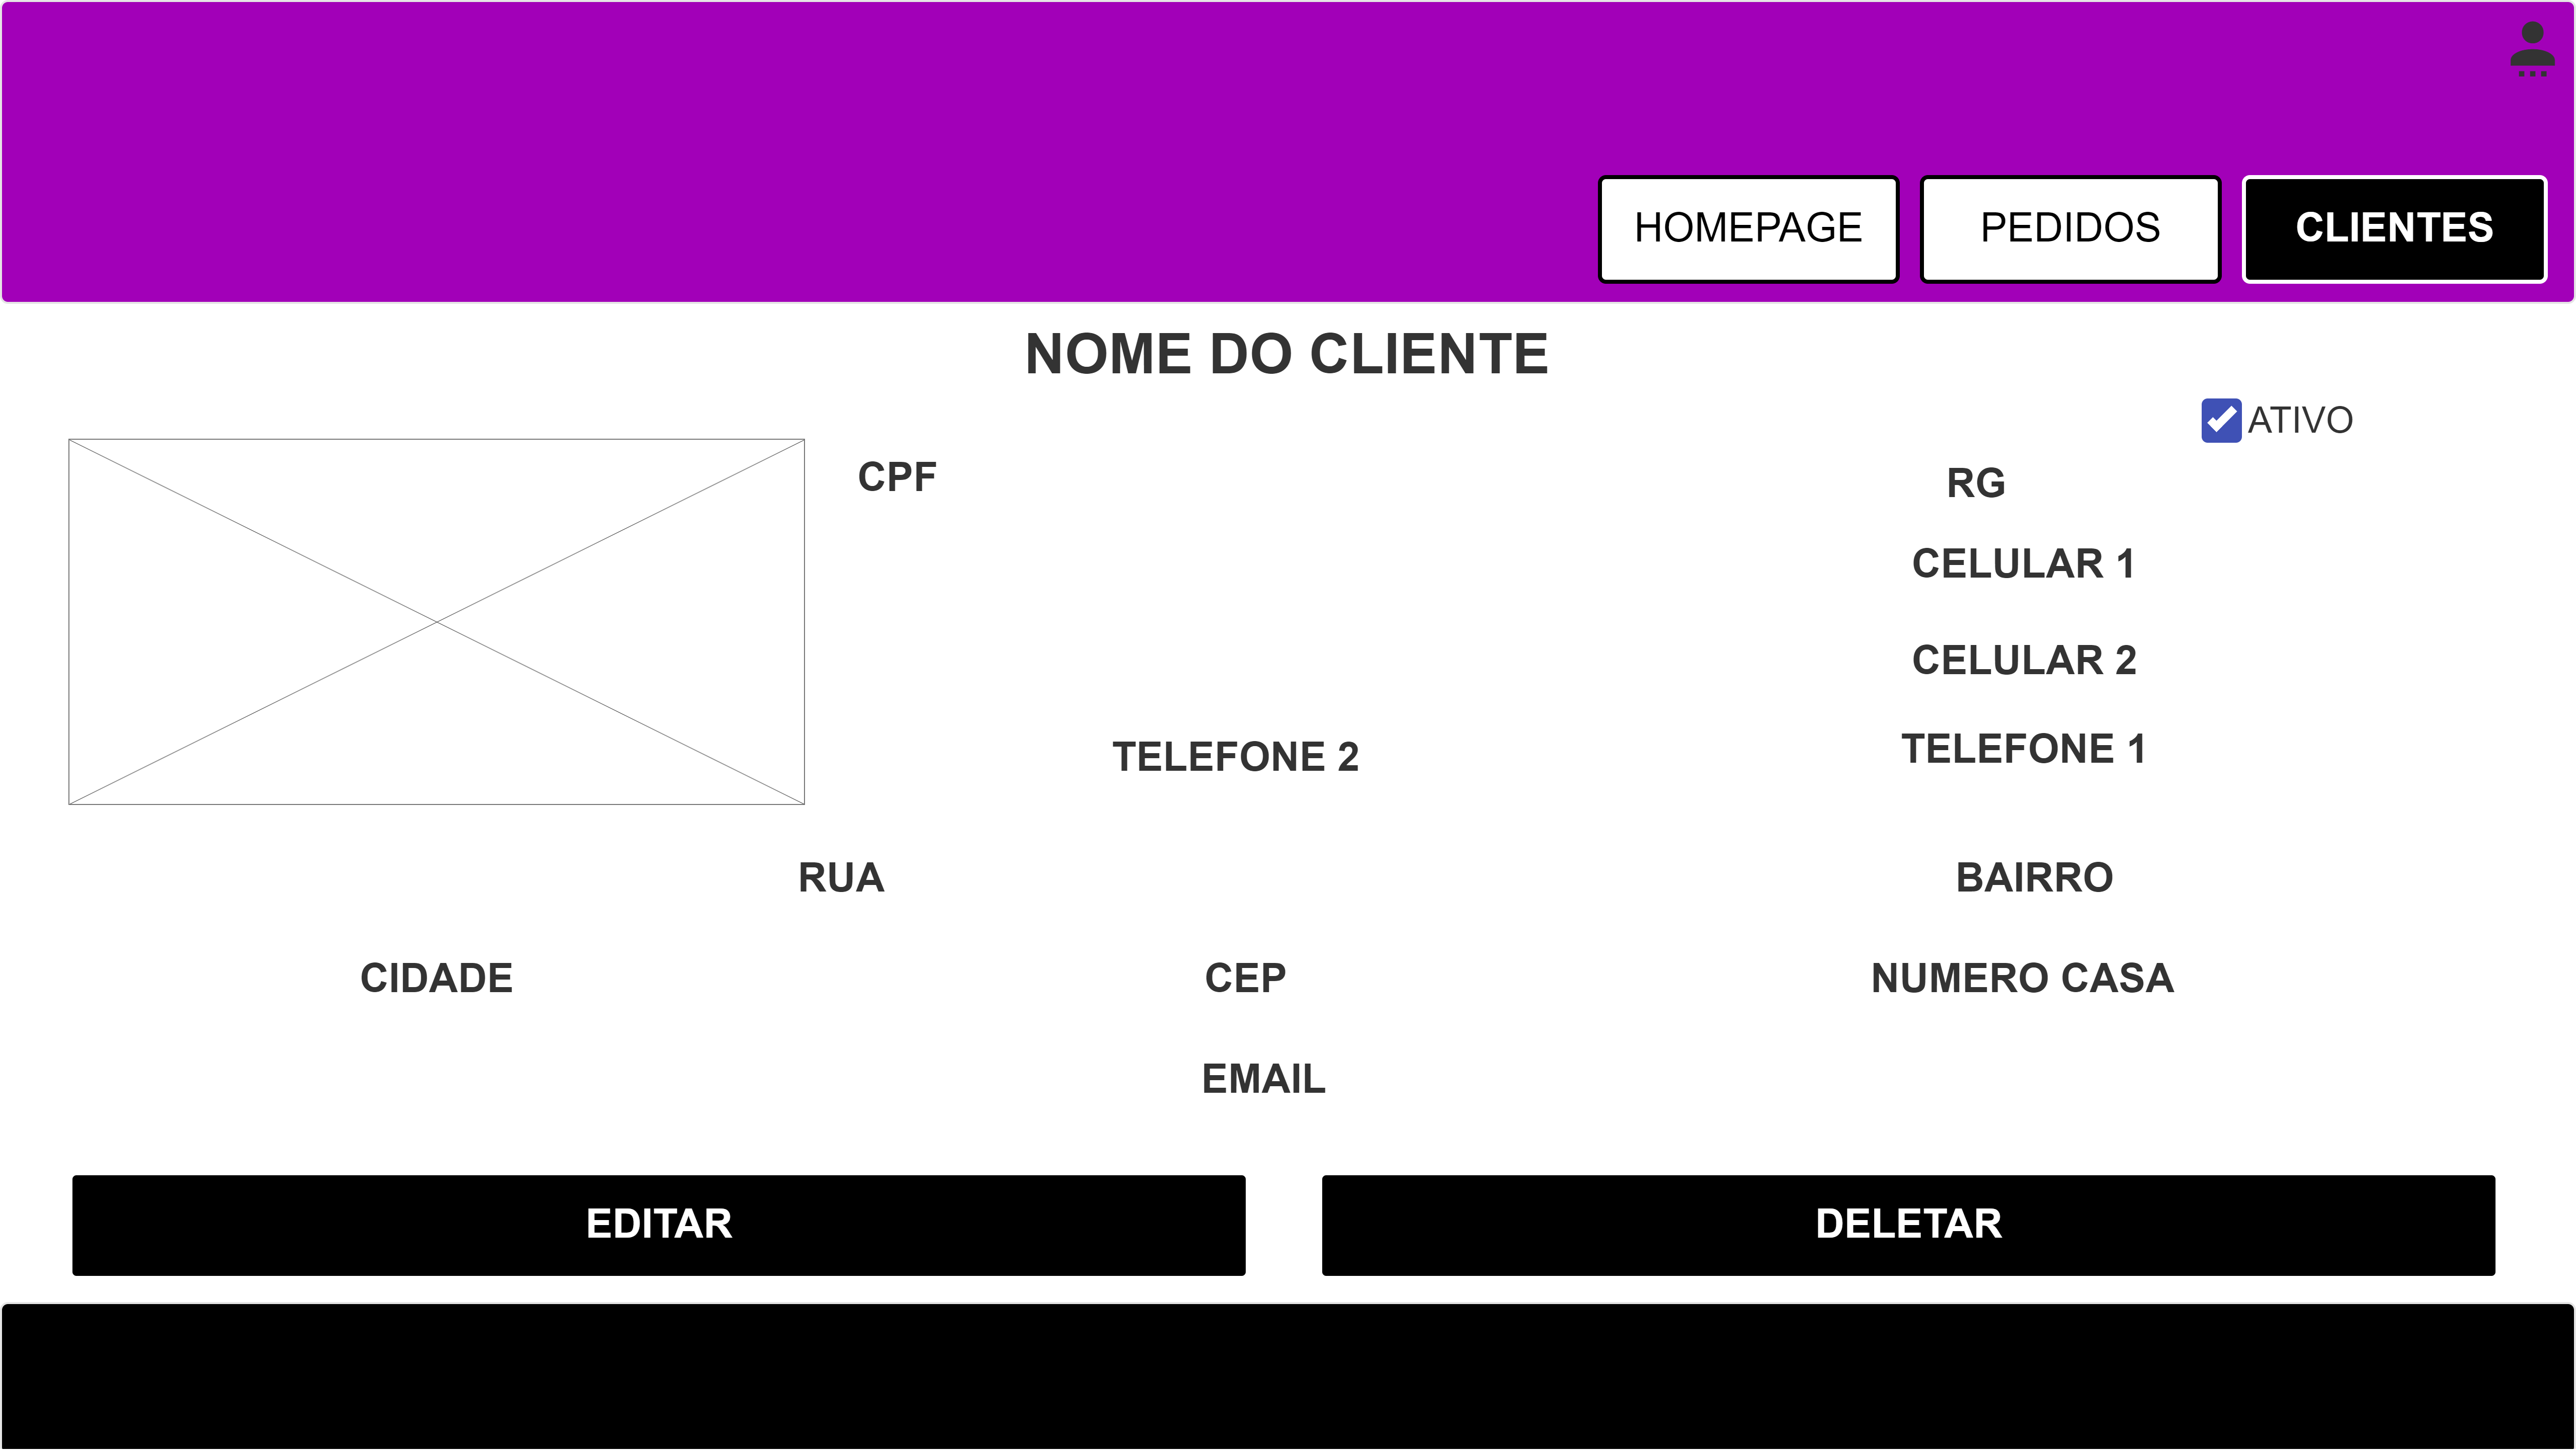 HOMEPAGE
PEDIDOS
CLIENTES
NOME DO CLIENTE
ATIVO
CPF
RG
CELULAR 1
CELULAR 2
TELEFONE 2
TELEFONE 1
RUA
BAIRRO
CIDADE
CEP
NUMERO CASA
EMAIL
EDITAR
DELETAR